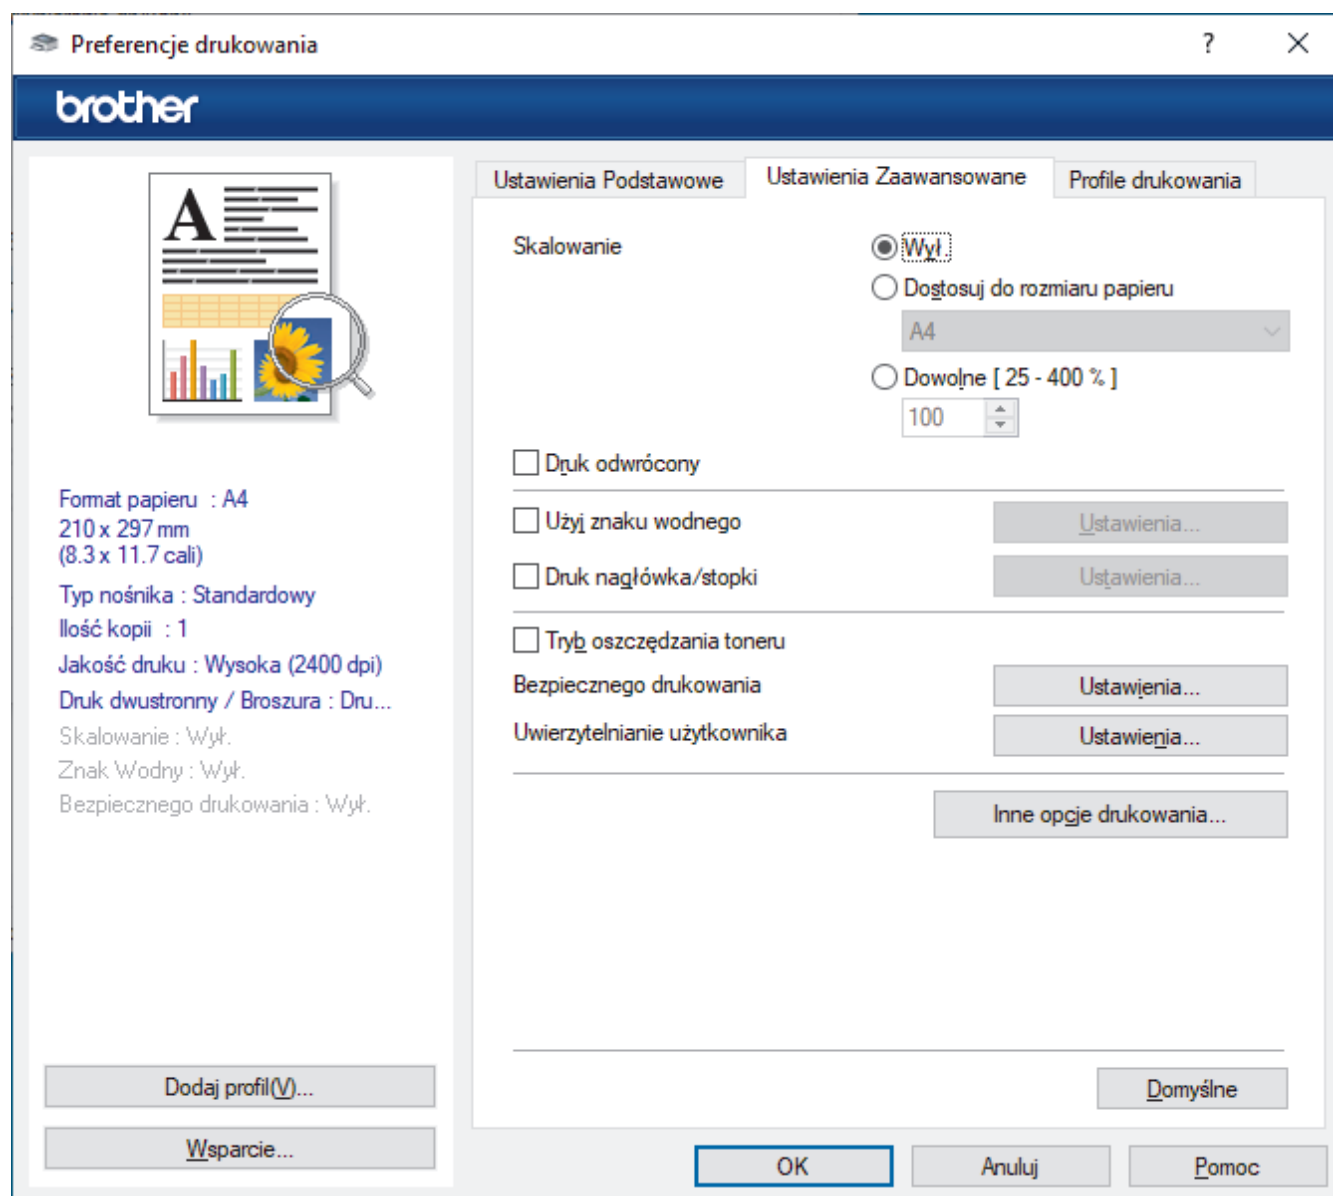 Preferencje drukowania
brother
A
Format papieru : A4
210 x 297 mm
(8.3 x 11.7 cali)
Typ nośnika : Standardowy
Ilość kopii : 1
Jakość druku : Wysoka (2400 dpi)
Druk dwustronny / Broszura : Dru...
Skalowanie : Wył.
Znak Wodny : Wył.
Bezpiecznego drukowania : Wył.
Dodaj profil(V)...
Wsparcie...
Ustawienia Podstawowe
Ustawienia Zaawansowane
Profile drukowania
Skalowanie
Wył.
Dostosuj do rozmiaru papieru
A4
Dowolne [ 25 - 400 % ]
100
Druk odwrócony
Użyj znaku wodnego
Ustawienia...
Druk nagłówka/stopki
Ustawienia...
Tryb oszczędzania toneru
Bezpiecznego drukowania
Ustawienia...
Uwierzytelnianie użytkownika
Ustawienia...
Inne opcje drukowania...
Domyślne
OK
Anuluj
Pomoc